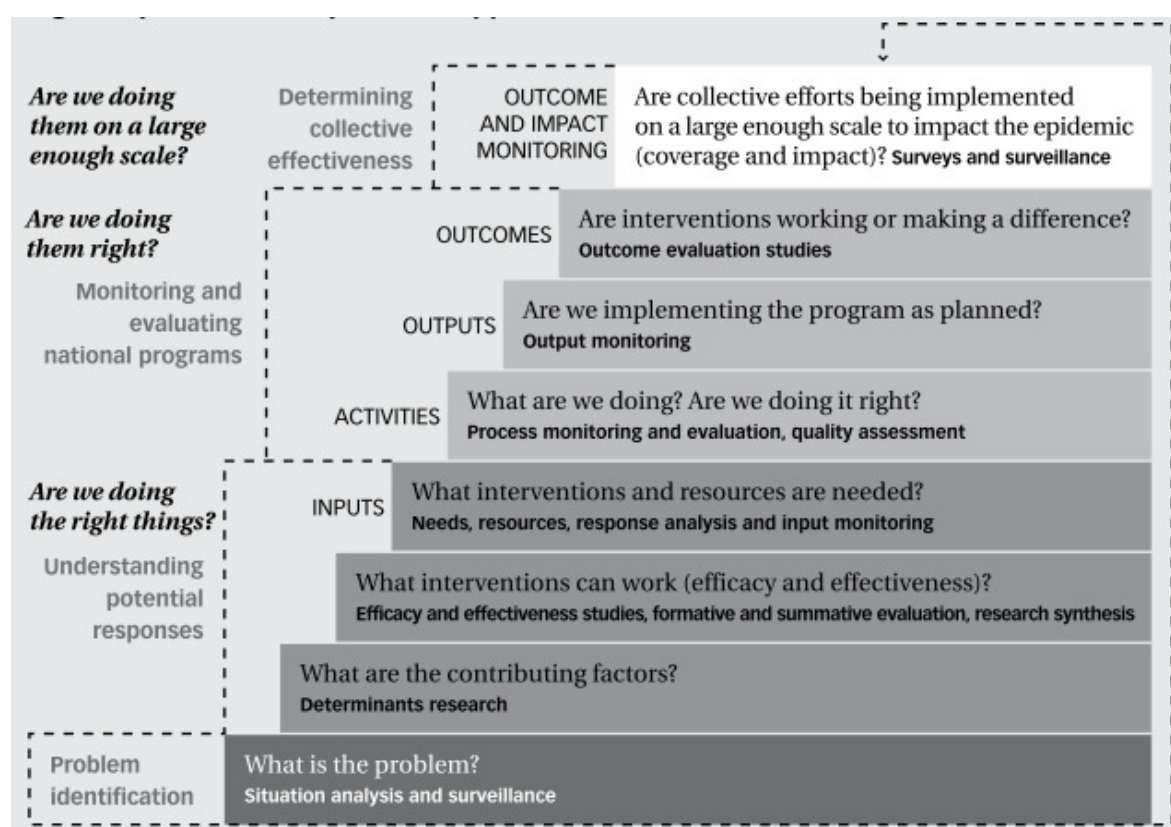 Are we doing
them on a large
enough scale?
Determining
collective
effectiveness
OUTCOME
AND IMPACT
MONITORING
Are collective efforts being implemented
on a large enough scale to impact the epidemic
(coverage and impact)? Surveys and surveillance
Are we doing
them right?
Monitoring and
evaluating
national programs
OUTCOMES
Are interventions working or making a difference?
Outcome evaluation studies
OUTPUTS
Are we implementing the program as planned?
Output monitoring
ACTIVITIES
What are we doing? Are we doing it right?
Process monitoring and evaluation, quality assessment
Are we doing
the right things?
Understanding
potential
responses
INPUTS
What interventions and resources are needed?
Needs, resources, response analysis and input monitoring
What interventions can work (efficacy and effectiveness)?
Efficacy and effectiveness studies, formative and summative evaluation, research synthesis
What are the contributing factors?
Determinants research
Problem
identification
What is the problem?
Situation analysis and surveillance